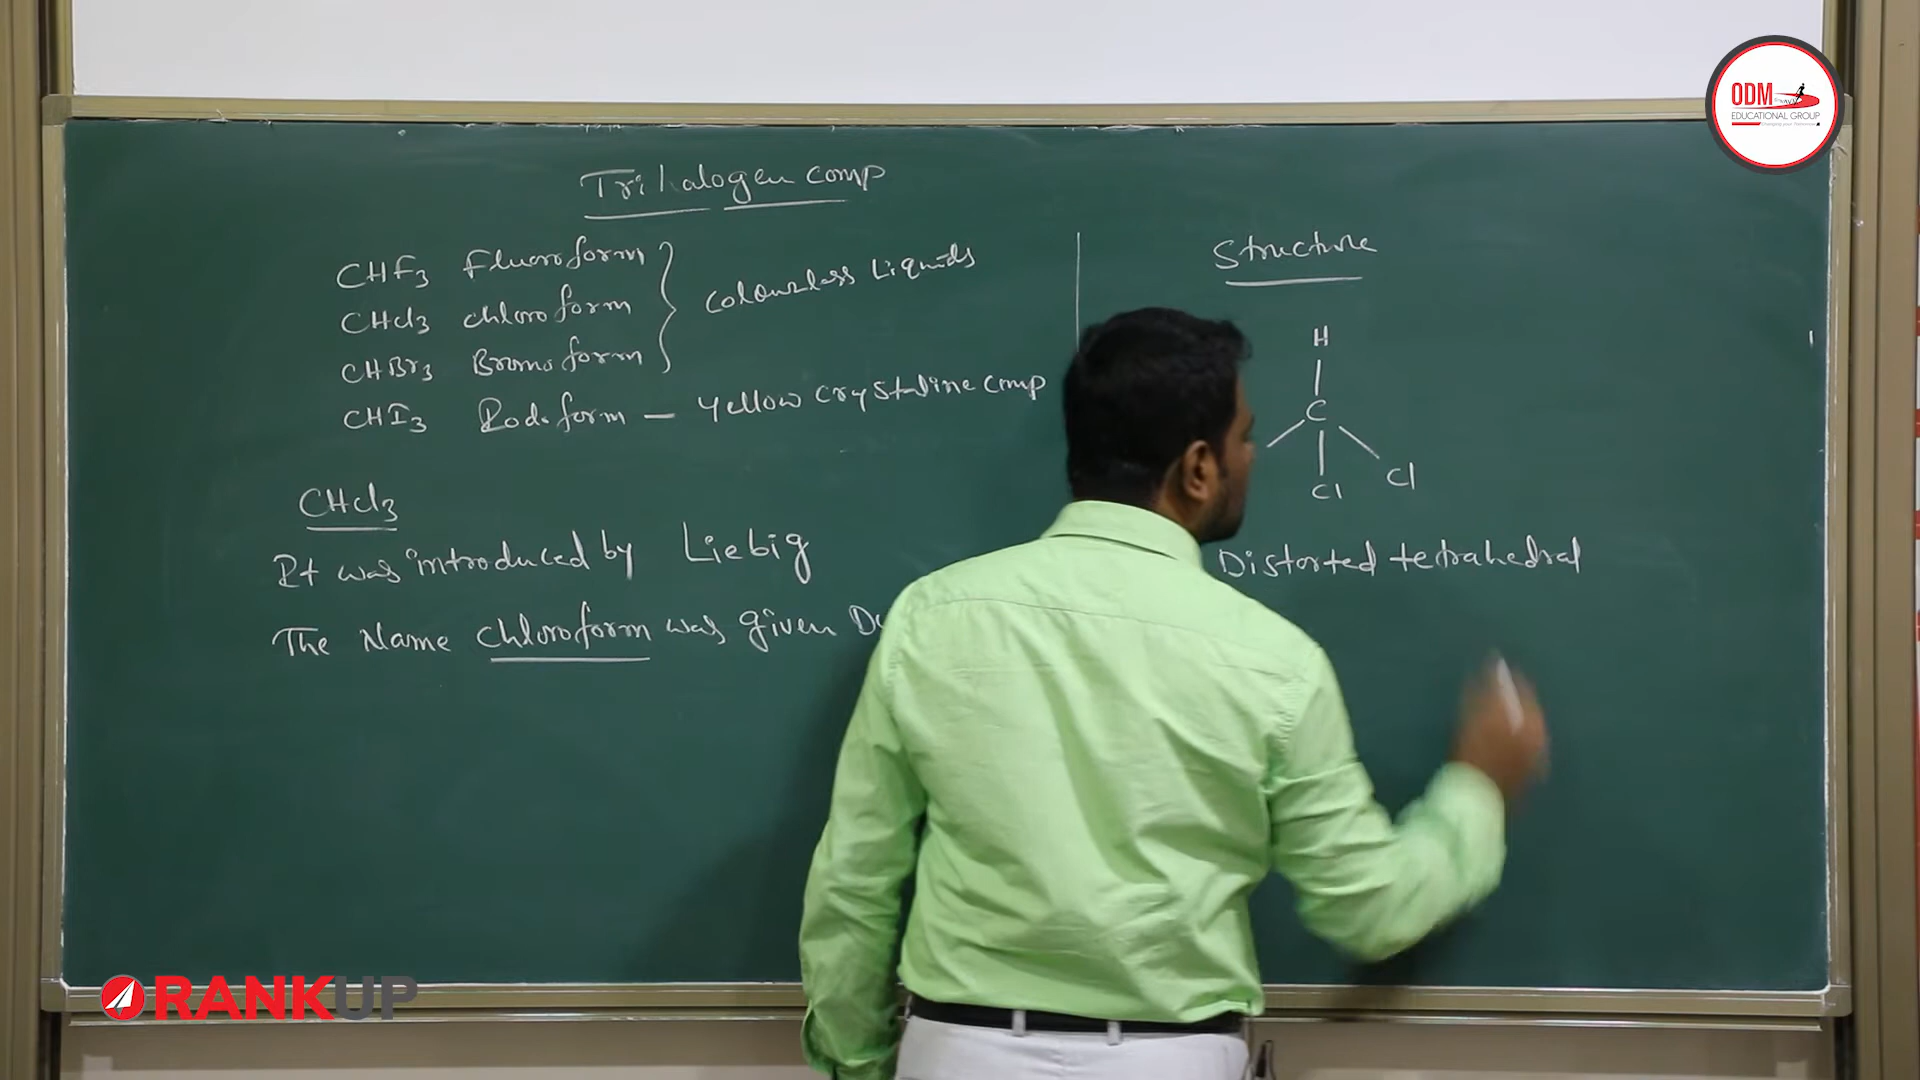 Trihalogen comp
CHF3 Fluoroform
CHCl3 chloroform
CHBr3 Bromoform
colourless Liquids
CHI3 Iodoform — yellow crystaline comp
CHCl3
It was introduced by Liebig
The Name chloroform was given Du
Structure
H
C
Cl Cl
Distorted tetrahedral
ODM
EDUCATIONAL GROUP
RANKUP